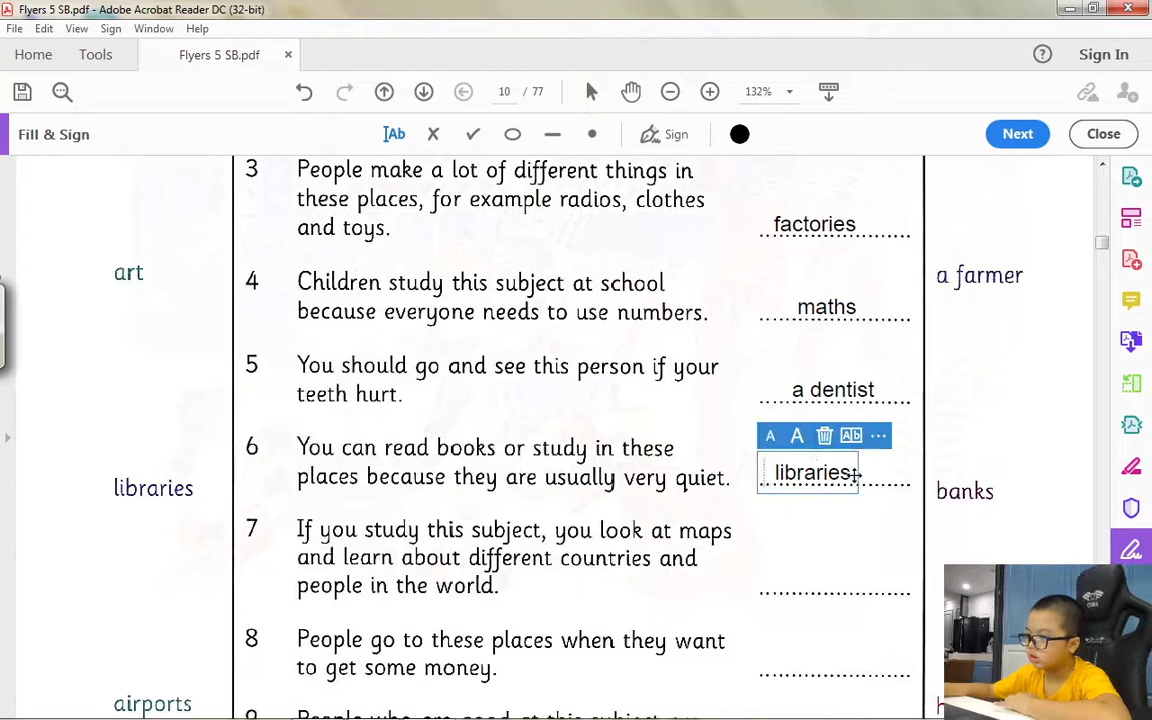 Flyers 5 SB.pdf - Adobe Acrobat Reader DC (32-bit)
File Edit View Sign Window Help
Home Tools Flyers 5 SB.pdf × ? Sign In
10 / 77 132%
Fill & Sign IAb Sign Next Close
3 People make a lot of different things in
these places, for example radios, clothes
and toys. factories
art
a farmer
4 Children study this subject at school
because everyone needs to use numbers. maths
5 You should go and see this person if your
teeth hurt. a dentist
A A Ab ...
6 You can read books or study in these
places because they are usually very quiet. libraries
libraries
banks
7 If you study this subject, you look at maps
and learn about different countries and
people in the world.
8 People go to these places when they want
to get some money.
airports